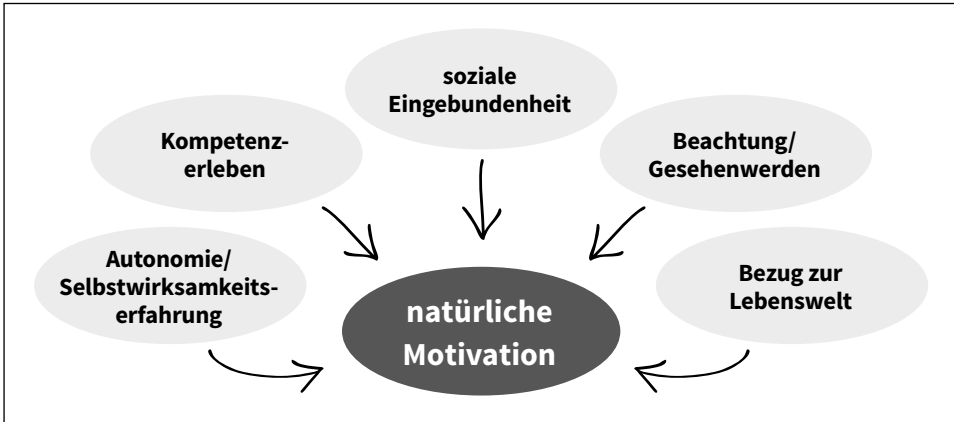 soziale
Eingebundenheit
Kompetenz-
erleben
Beachtung/
Gesehenwerden
Autonomie/
Selbstwirksamkeits-
erfahrung
Bezug zur
Lebenswelt
natürliche
Motivation